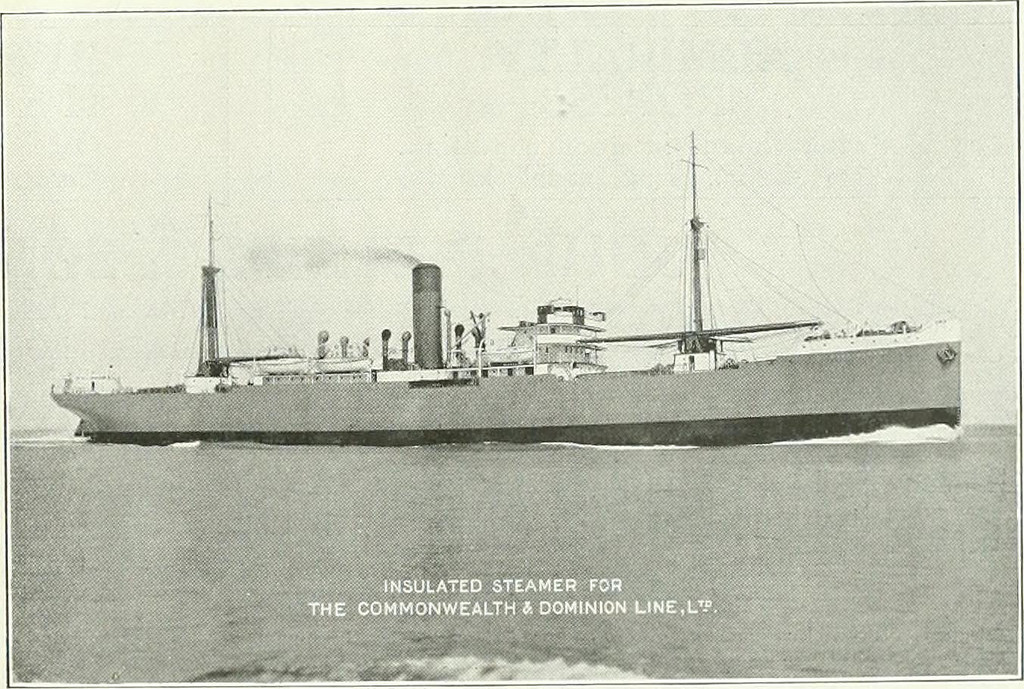 INSULATED STEAMER FOR
THE COMMONWEALTH & DOMINION LINE, LTD.